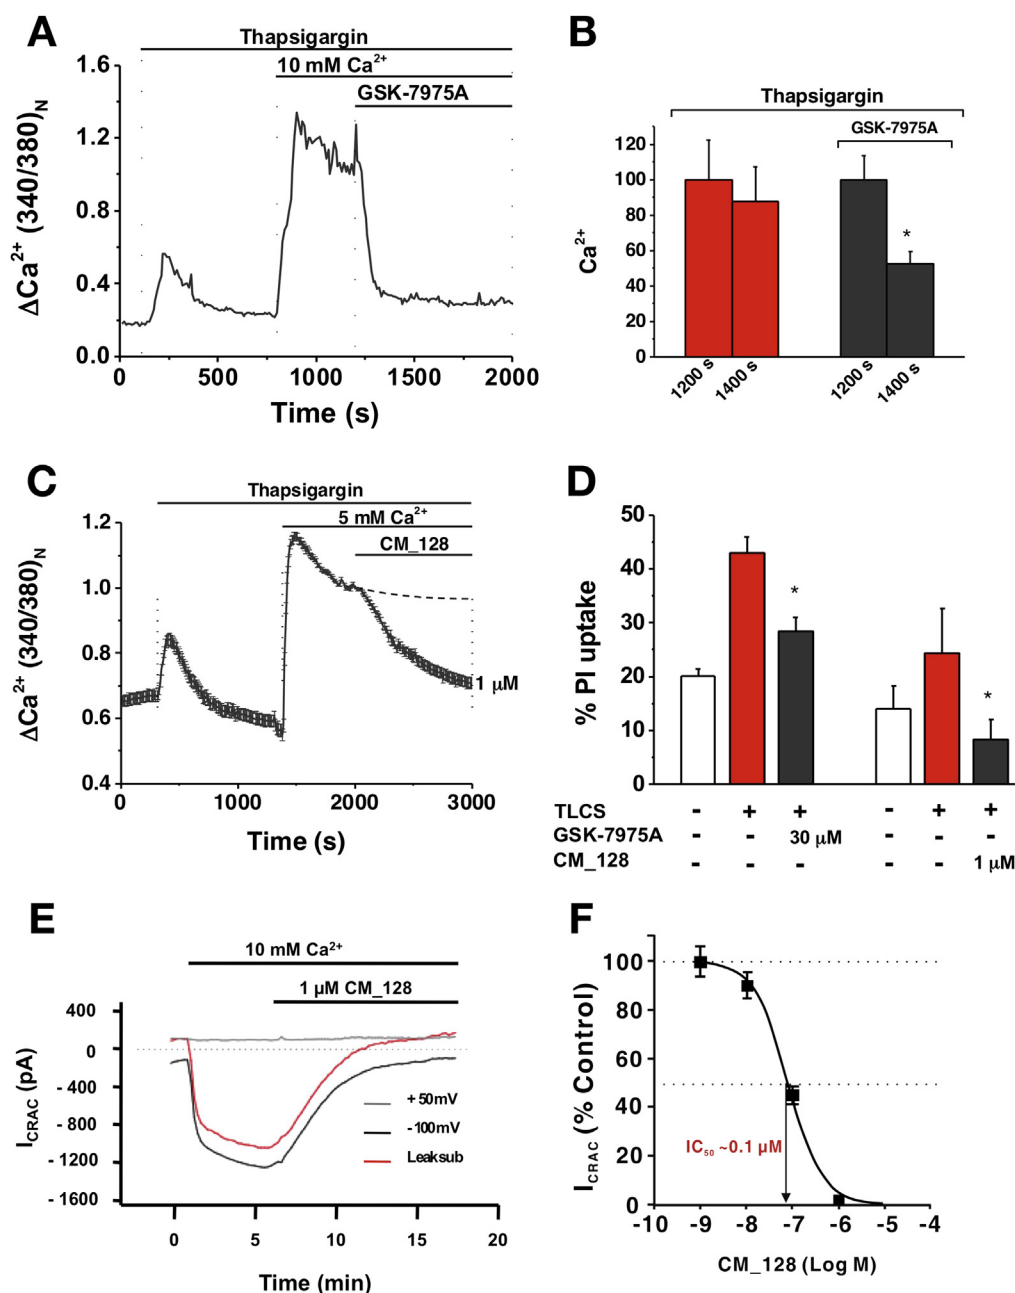 A
Thapsigargin
10 mM Ca²⁺
GSK-7975A
ΔCa²⁺ (340/380)N
1.6
1.2
0.8
0.4
0.0
0 500 1000 1500 2000
Time (s)
B
Thapsigargin
GSK-7975A
Ca²⁺
120
100
80
60
40
20
0
*
1200 s 1400 s 1200 s 1400 s
C
Thapsigargin
5 mM Ca²⁺
CM_128
ΔCa²⁺ (340/380)N
1.2
1.0
0.8
0.6
0.4
1 µM
0 1000 2000 3000
Time (s)
D
% PI uptake
50
40
30
20
10
0
*
*
TLCS - + + - + +
GSK-7975A - - 30 µM - -
CM_128 - - - - 1 µM
E
10 mM Ca²⁺
1 µM CM_128
I CRAC (pA)
400
0
- 400
- 800
- 1200
- 1600
+ 50mV
- 100mV
Leaksub
0 5 10 15 20
Time (min)
F
I CRAC (% Control)
100
80
60
40
20
0
IC₅₀ ~0.1 µM
-10 -9 -8 -7 -6 -5 -4
CM_128 (Log M)